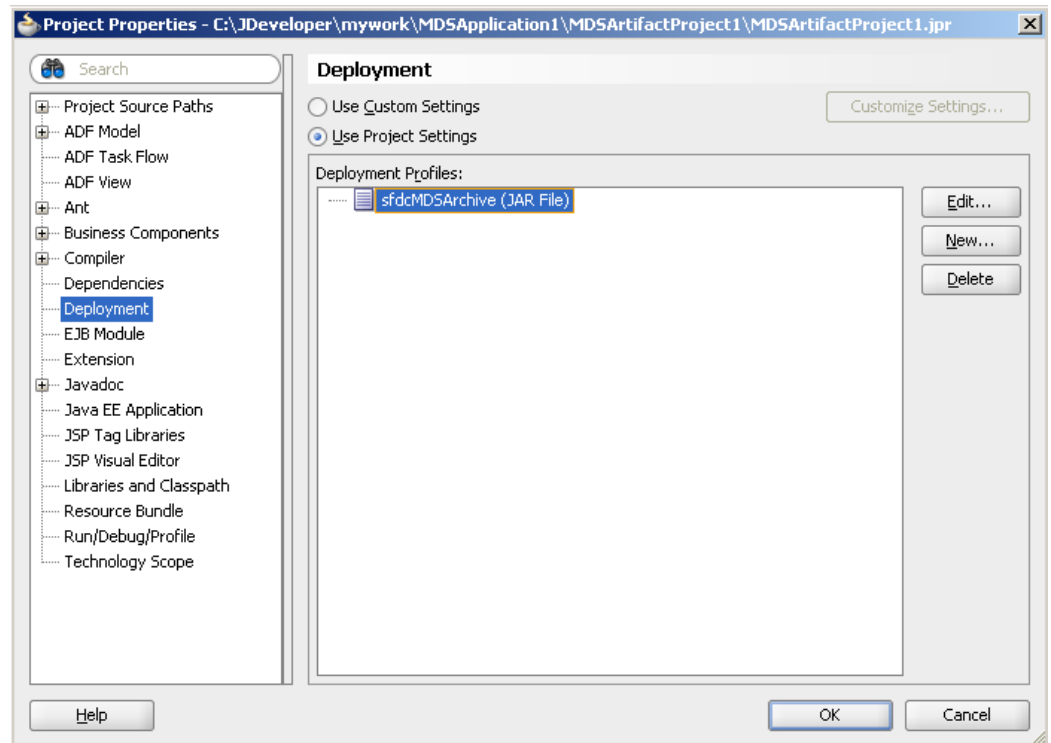 Project Properties - C:\JDeveloper\mywork\MDSApplication1\MDSArtifactProject1\MDSArtifactProject1.jpr
Search
Project Source Paths
ADF Model
ADF Task Flow
ADF View
Ant
Business Components
Compiler
Dependencies
Deployment
EJB Module
Extension
Javadoc
Java EE Application
JSP Tag Libraries
JSP Visual Editor
Libraries and Classpath
Resource Bundle
Run/Debug/Profile
Technology Scope
Deployment
Use Custom Settings
Customize Settings...
Use Project Settings
Deployment Profiles:
sfdcMDSArchive (JAR File)
Edit...
New...
Delete
Help
OK
Cancel